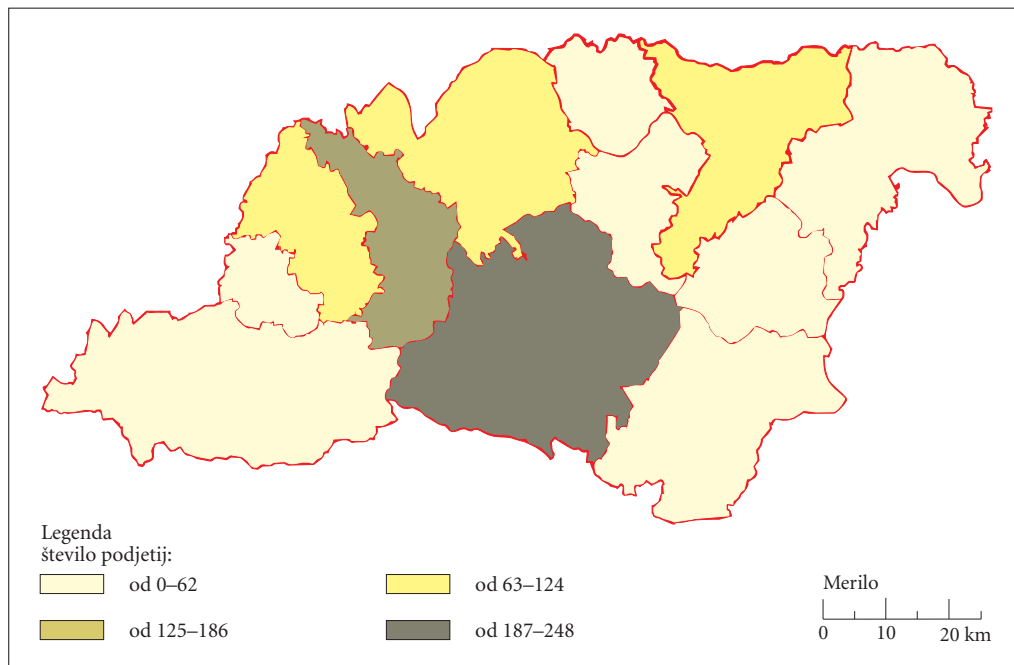 Legenda
število podjetij:
od 0–62
od 63–124
od 125–186
od 187–248
Merilo
0 10 20 km